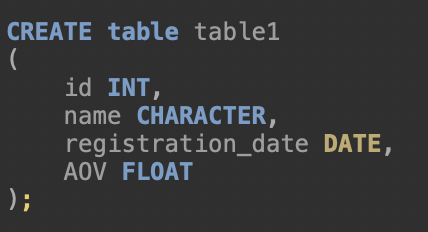 CREATE table table1
(
    id INT,
    name CHARACTER,
    registration_date DATE,
    AOV FLOAT
);